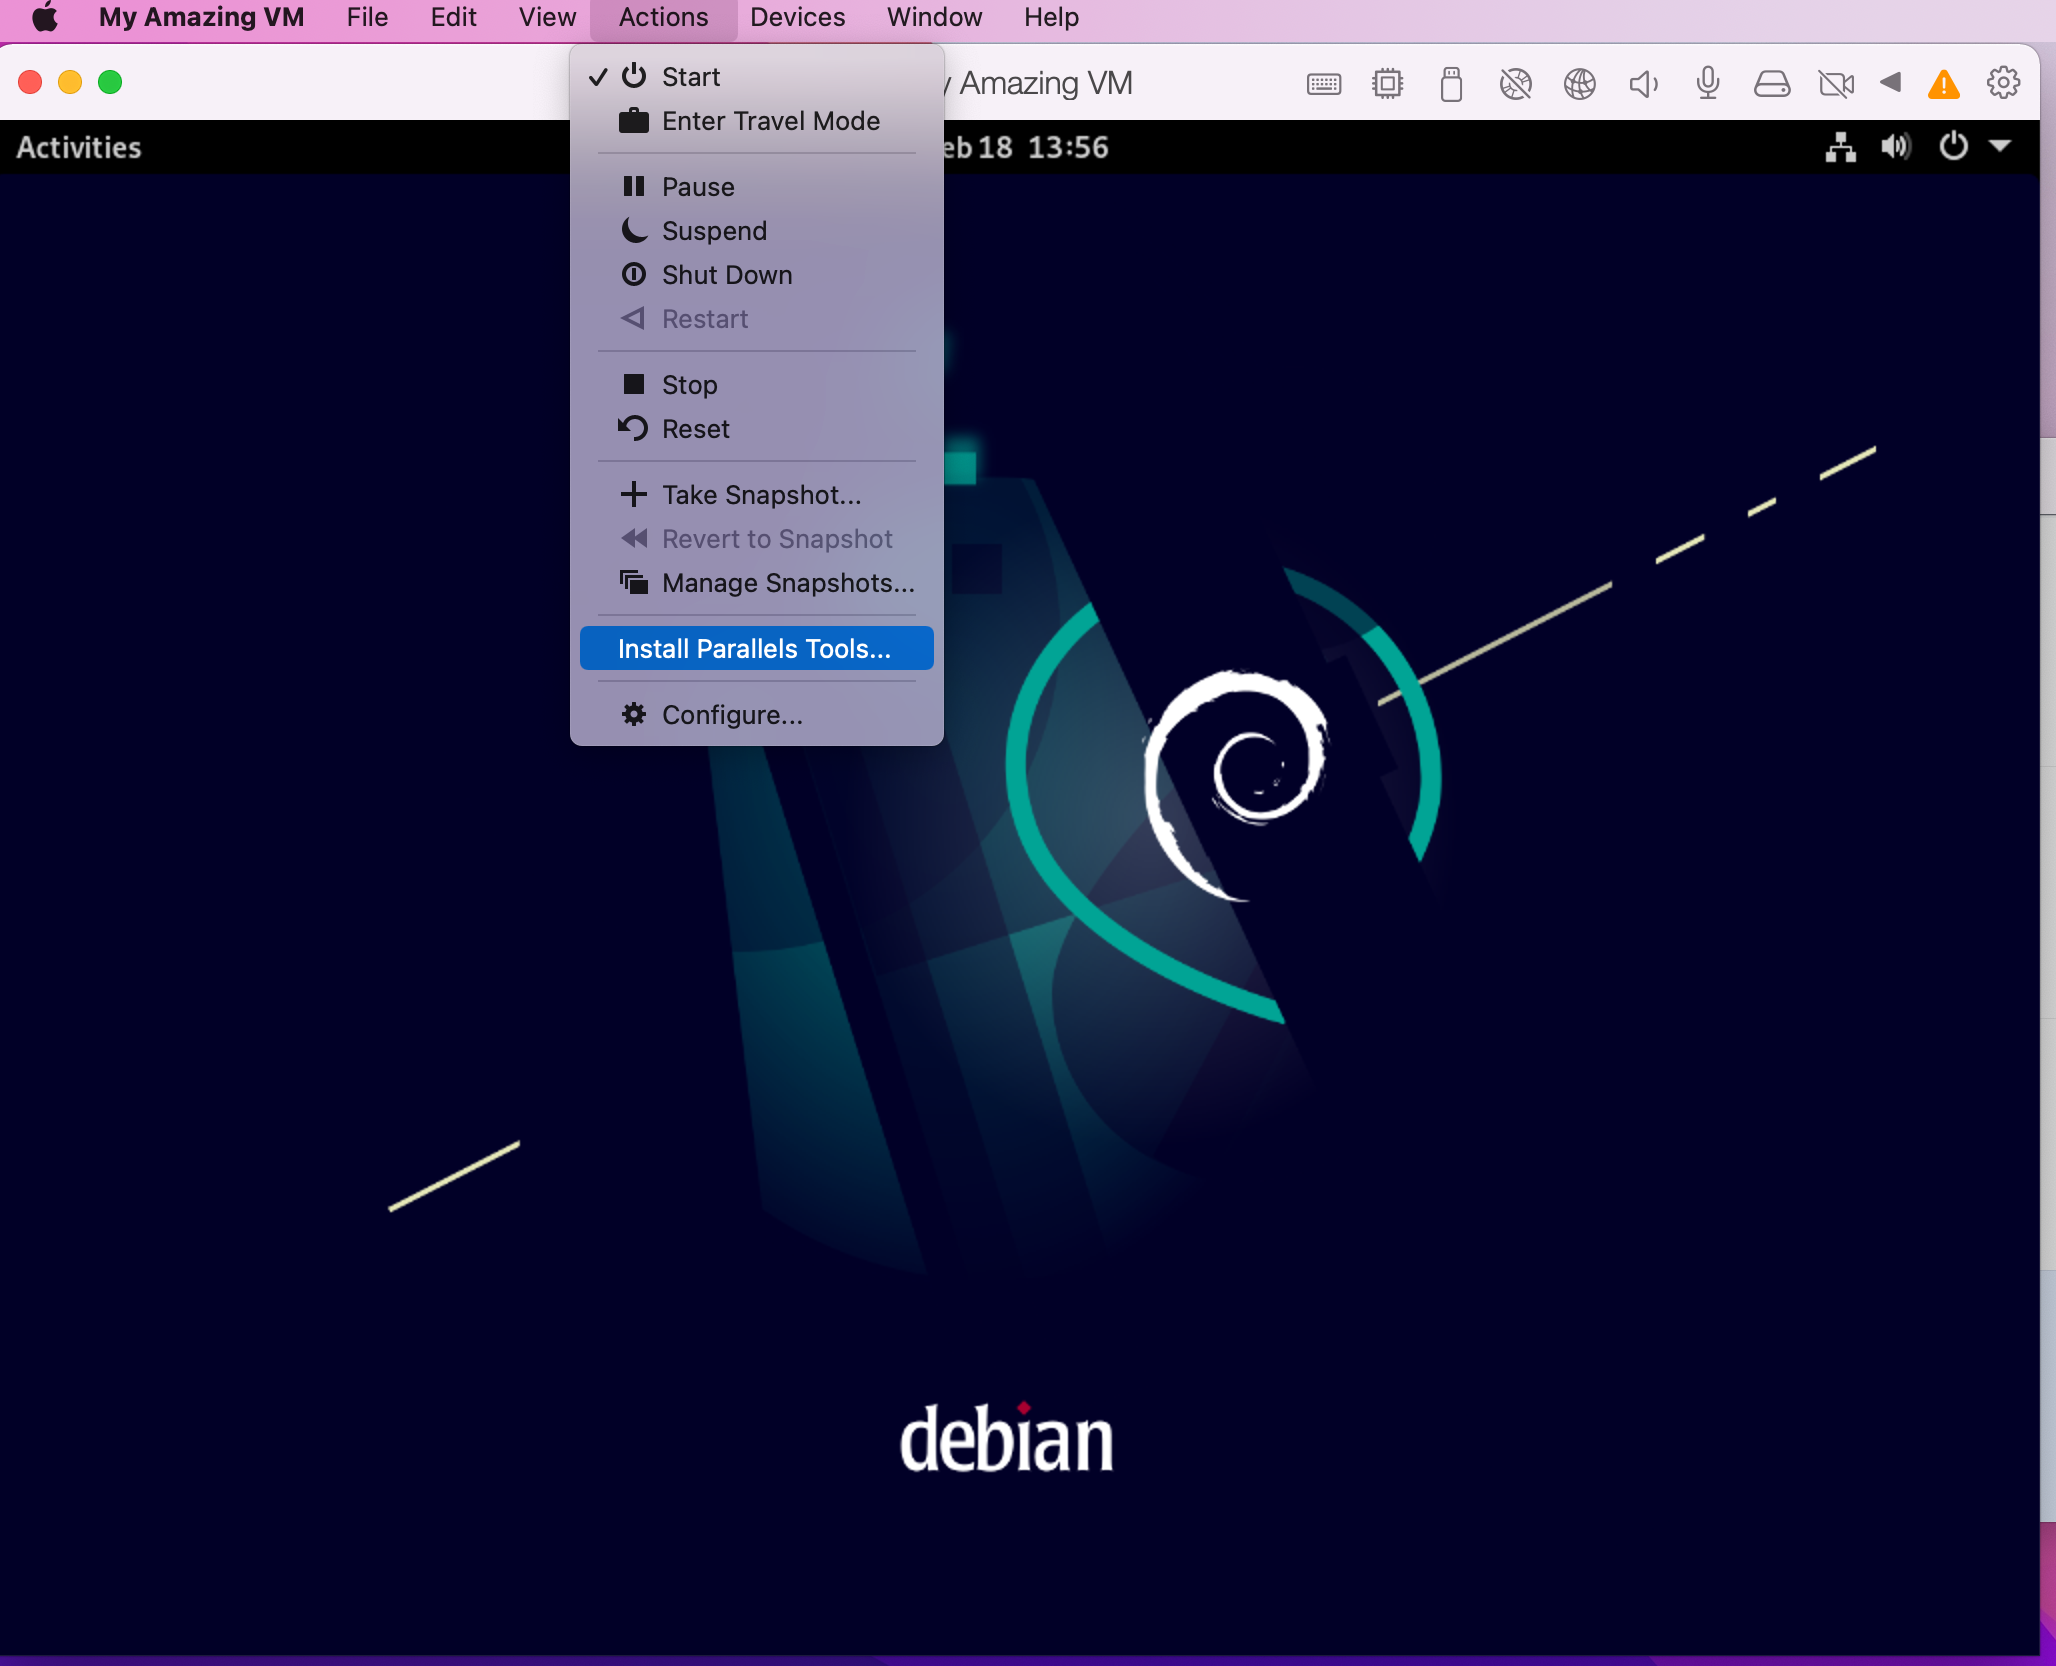 My Amazing VM File Edit View Actions Devices Window Help
Amazing VM
Activities
eb 18 13:56
Start
Enter Travel Mode
Pause
Suspend
Shut Down
Restart
Stop
Reset
Take Snapshot...
Revert to Snapshot
Manage Snapshots...
Install Parallels Tools...
Configure...
debian